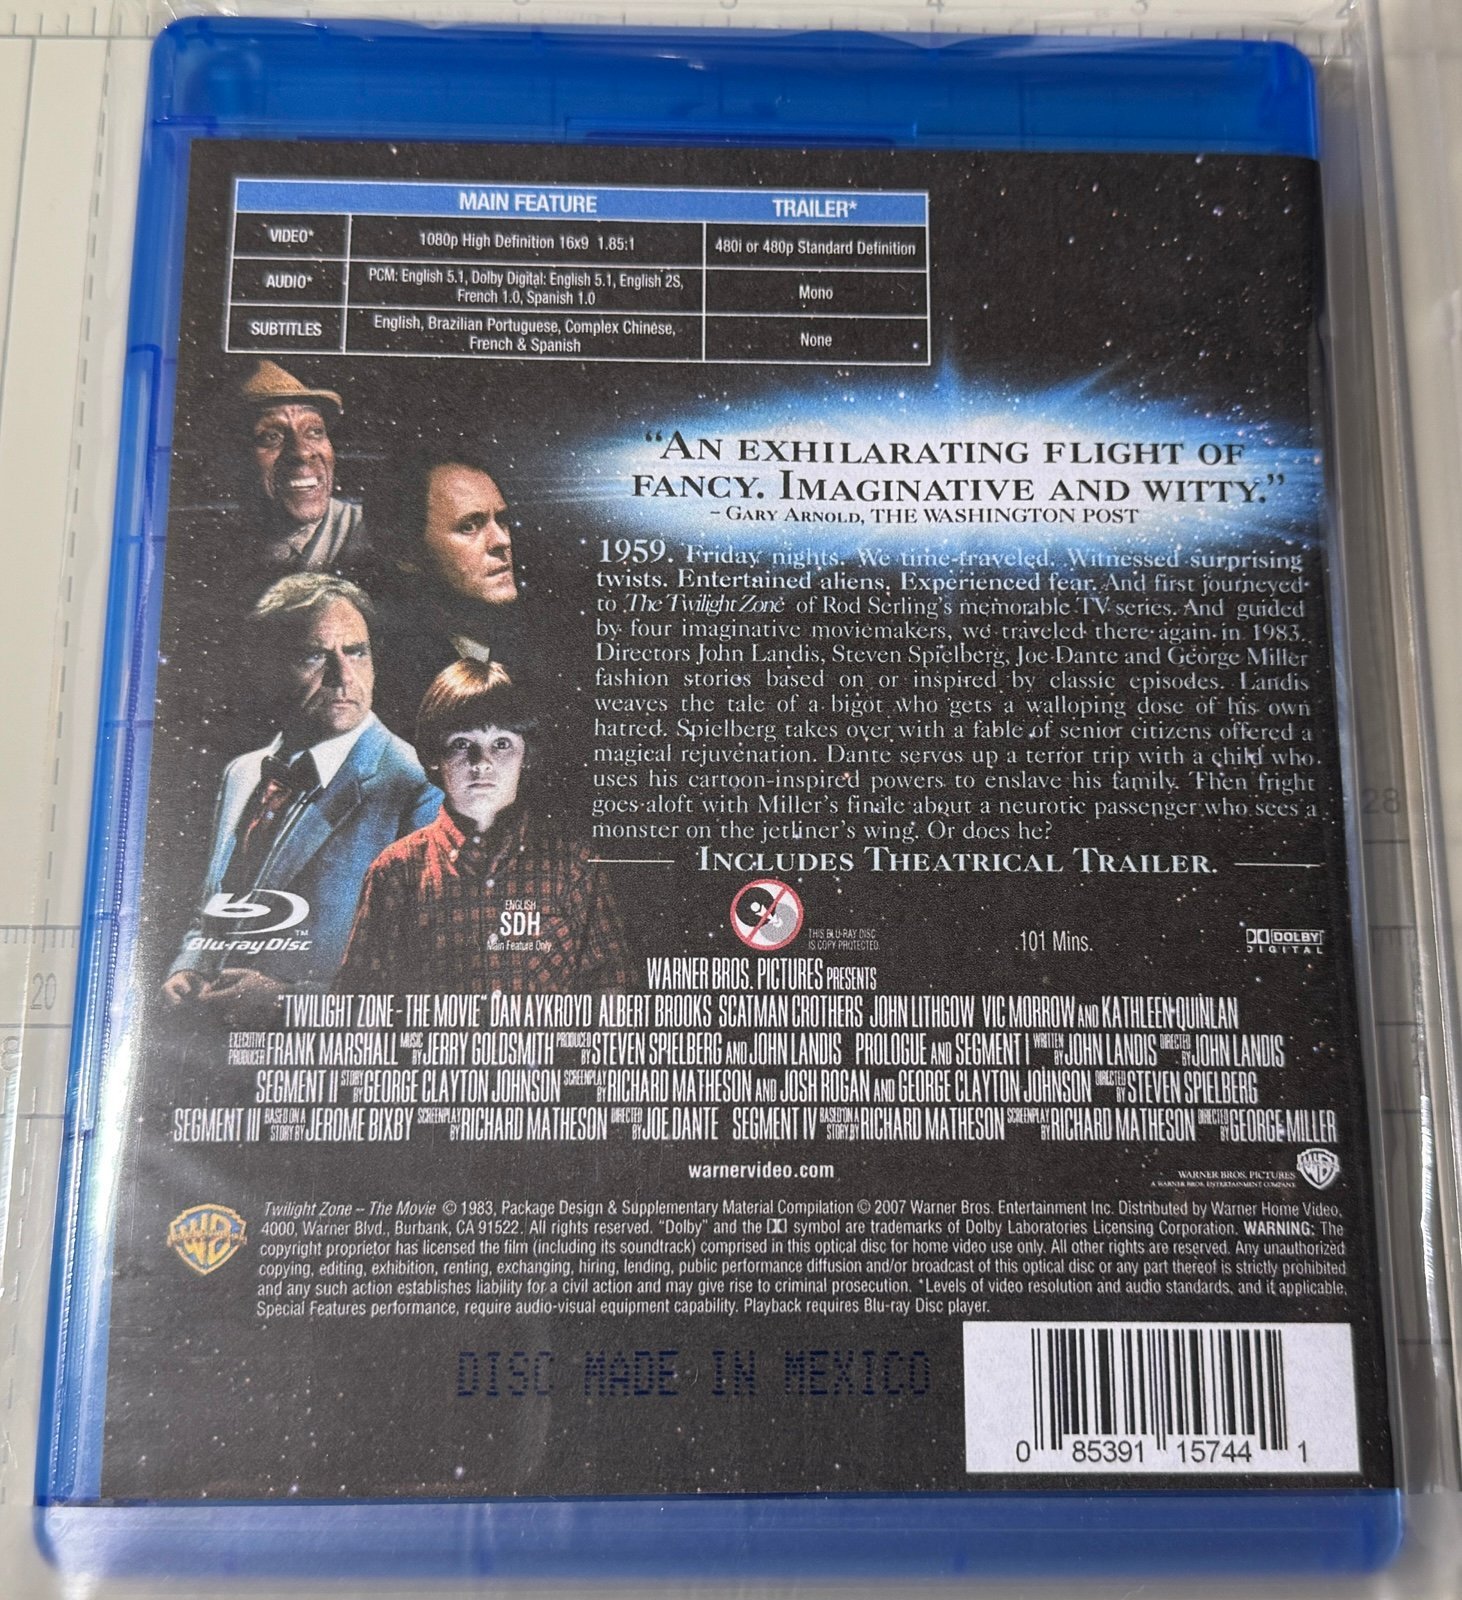 MAIN FEATURE TRAILER*
VIDEO* 1080p High Definition 16x9 1.85:1 480i or 480p Standard Definition
AUDIO* PCM: English 5.1, Dolby Digital: English 5.1, English 2S,
French 1.0, Spanish 1.0 Mono
SUBTITLES English, Brazilian Portuguese, Complex Chinese,
French & Spanish None
“AN EXHILARATING FLIGHT OF
FANCY. IMAGINATIVE AND WITTY.”
– GARY ARNOLD, THE WASHINGTON POST
1959. Friday nights. We time-traveled. Witnessed surprising
twists. Entertained aliens. Experienced fear. And first journeyed
to The Twilight Zone of Rod Serling's memorable TV series. And guided
by four imaginative moviemakers, we traveled there again in 1983.
Directors John Landis, Steven Spielberg, Joe Dante and George Miller
fashion stories based on or inspired by classic episodes. Landis
weaves the tale of a bigot who gets a walloping dose of his own
hatred. Spielberg takes over with a fable of senior citizens offered a
magical rejuvenation. Dante serves up a terror trip with a child who
uses his cartoon-inspired powers to enslave his family. Then fright
goes aloft with Miller's finale about a neurotic passenger who sees a
monster on the jetliner's wing. Or does he?
INCLUDES THEATRICAL TRAILER.
Blu-ray Disc TM
ENGLISH
SDH
Main Feature Only
THIS BLU-RAY DISC
IS COPY PROTECTED.
101 Mins.
DOLBY
DIGITAL
WARNER BROS. PICTURES PRESENTS
"TWILIGHT ZONE - THE MOVIE" DAN AYKROYD ALBERT BROOKS SCATMAN CROTHERS JOHN LITHGOW VIC MORROW AND KATHLEEN QUINLAN
EXECUTIVE PRODUCER FRANK MARSHALL MUSIC BY JERRY GOLDSMITH PRODUCED BY STEVEN SPIELBERG AND JOHN LANDIS PROLOGUE AND SEGMENT I WRITTEN BY JOHN LANDIS DIRECTED BY JOHN LANDIS
SEGMENT II STORY BY GEORGE CLAYTON JOHNSON SCREENPLAY BY RICHARD MATHESON AND JOSH ROGAN AND GEORGE CLAYTON JOHNSON DIRECTED BY STEVEN SPIELBERG
SEGMENT III BASED ON A STORY BY JEROME BIXBY SCREENPLAY BY RICHARD MATHESON DIRECTED BY JOE DANTE SEGMENT IV BASED ON A STORY BY RICHARD MATHESON SCREENPLAY BY RICHARD MATHESON DIRECTED BY GEORGE MILLER
warnervideo.com
WARNER BROS. PICTURES
A WARNER BROS. ENTERTAINMENT COMPANY
WB
Twilight Zone -- The Movie © 1983, Package Design & Supplementary Material Compilation © 2007 Warner Bros. Entertainment Inc. Distributed by Warner Home Video,
4000, Warner Blvd., Burbank, CA 91522. All rights reserved. "Dolby" and the symbol are trademarks of Dolby Laboratories Licensing Corporation. WARNING: The
copyright proprietor has licensed the film (including its soundtrack) comprised in this optical disc for home video use only. All other rights are reserved. Any unauthorized
copying, editing, exhibition, renting, exchanging, hiring, lending, public performance diffusion and/or broadcast of this optical disc or any part thereof is strictly prohibited
and any such action establishes liability for a civil action and may give rise to criminal prosecution. *Levels of video resolution and audio standards, and it applicable,
Special Features performance, require audio-visual equipment capability. Playback requires Blu-ray Disc player.
DISC MADE IN MEXICO
0 85391 15744 1
20
28